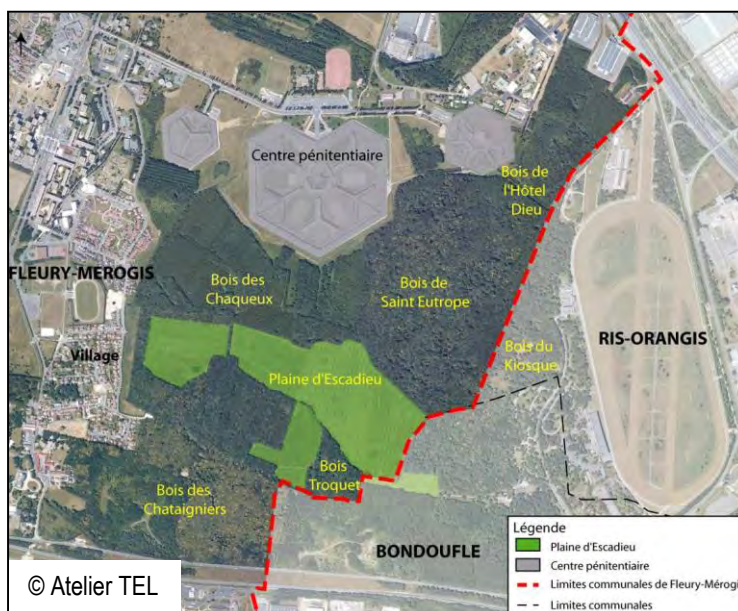 Centre pénitentiaire
Bois de
l'Hôtel
Dieu
FLEURY-MEROGIS
Bois des
Chaqueux
Bois de
Saint Eutrope
RIS-ORANGIS
Village
Bois du
Kiosque
Plaine d'Escadieu
Bois
Troquet
Bois des
Chataigniers
BONDOUFLE
© Atelier TEL
Légende
Plaine d'Escadieu
Centre pénitentiaire
Limites communales de Fleury-Mérogi
Limites communales